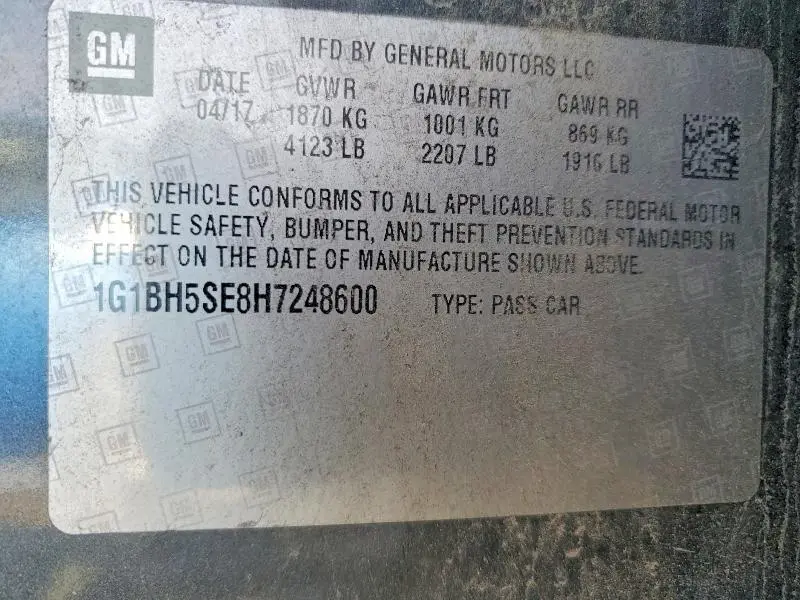 GM
MFD BY GENERAL MOTORS LLC
DATE GVWR GAWR FRT GAWR RR
04/17 1870 KG 1001 KG 869 KG
4123 LB 2207 LB 1916 LB
THIS VEHICLE CONFORMS TO ALL APPLICABLE U.S. FEDERAL MOTOR
VEHICLE SAFETY, BUMPER, AND THEFT PREVENTION STANDARDS IN
EFFECT ON THE DATE OF MANUFACTURE SHOWN ABOVE.
1G1BH5SE8H7248600 TYPE: PASS CAR